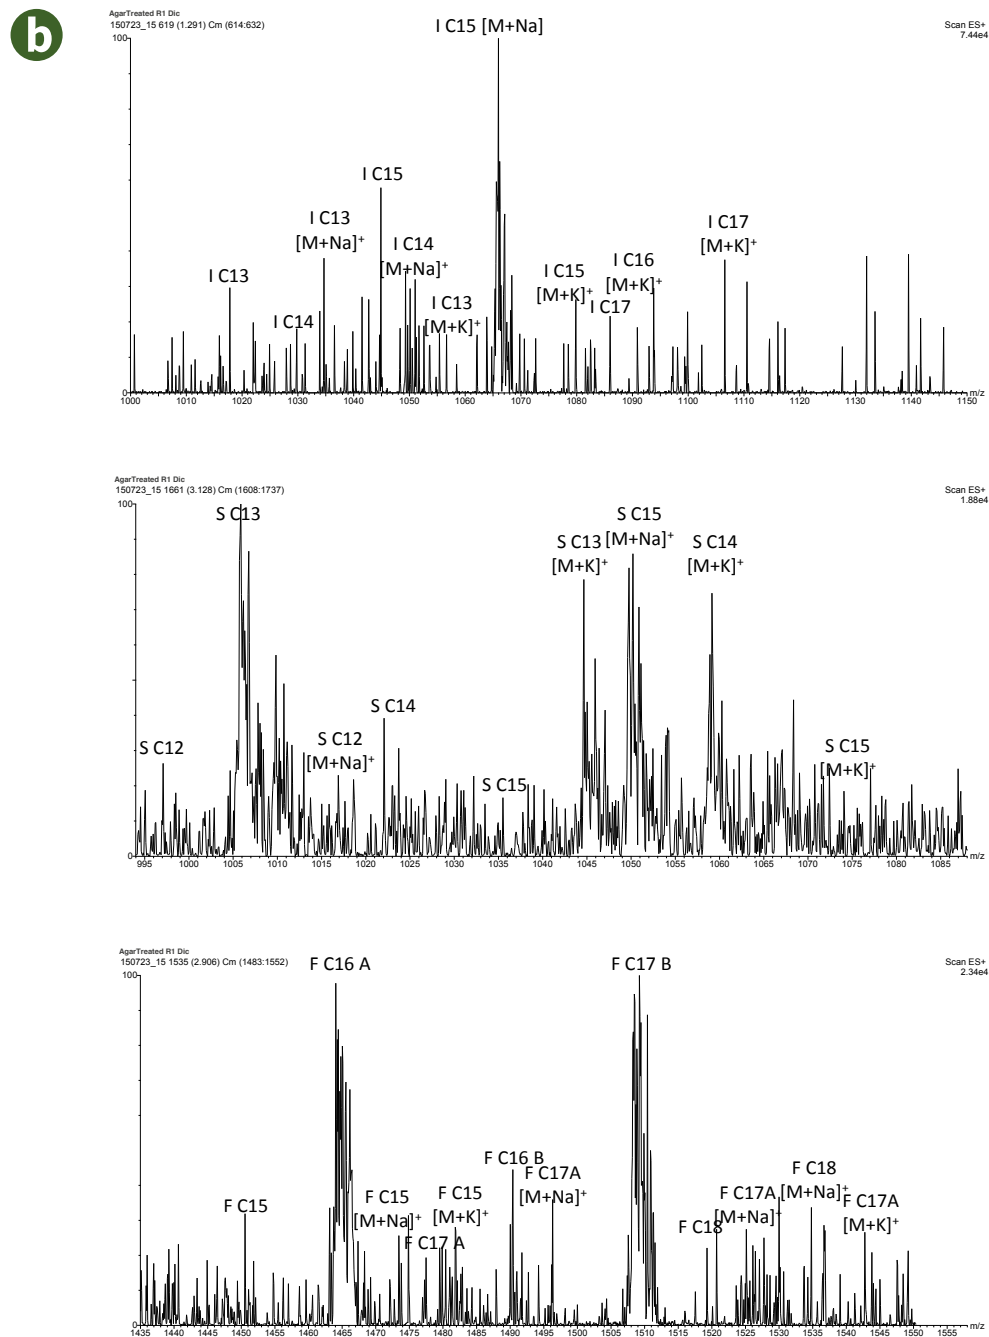 b
AgarTreated R1 Dic
150723_15 619 (1.291) Cm (614:632)
Scan ES+
7.44e4
I C15 [M+Na]
100
I C15
I C13
[M+Na]+
I C14
[M+Na]+
I C17
[M+K]+
I C13
I C15
[M+K]+
I C16
[M+K]+
I C14
I C13
[M+K]+
I C17
0
1000 1010 1020 1030 1040 1050 1060 1070 1080 1090 1100 1110 1120 1130 1140 1150
m/z
AgarTreated R1 Dic
150723_15 1661 (3.128) Cm (1608:1737)
Scan ES+
1.88e4
100
S C13
S C15
[M+Na]+
S C13
[M+K]+
S C14
[M+K]+
S C14
S C12
S C12
[M+Na]+
S C15
S C15
[M+K]+
0
995 1000 1005 1010 1015 1020 1025 1030 1035 1040 1045 1050 1055 1060 1065 1070 1075 1080 1085
m/z
AgarTreated R1 Dic
150723_15 1535 (2.906) Cm (1483:1552)
Scan ES+
2.34e4
F C16 A
F C17 B
100
F C16 B
F C17A
[M+Na]+
F C18
[M+Na]+
F C15
F C15
[M+Na]+
F C15
[M+K]+
F C17A
[M+Na]+
F C17A
[M+K]+
F C17 A
F C18
0
1435 1440 1445 1450 1455 1460 1465 1470 1475 1480 1485 1490 1495 1500 1505 1510 1515 1520 1525 1530 1535 1540 1545 1550 1555
m/z